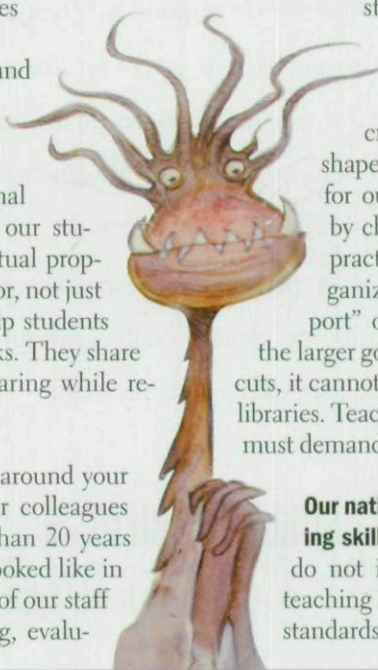 es
and
nal
our stu-
tual prop-
or, not just
p students
ks. They share
aring while re-
around your
r colleagues
han 20 years
ooked like in
of our staff
g, evalu-
st
cr
shape
for ou
by cl
pract
ganiz
port" o
the larger go
cuts, it cannot
libraries. Teac
must demand
Our nati
ing skill
do not i
teaching
standards